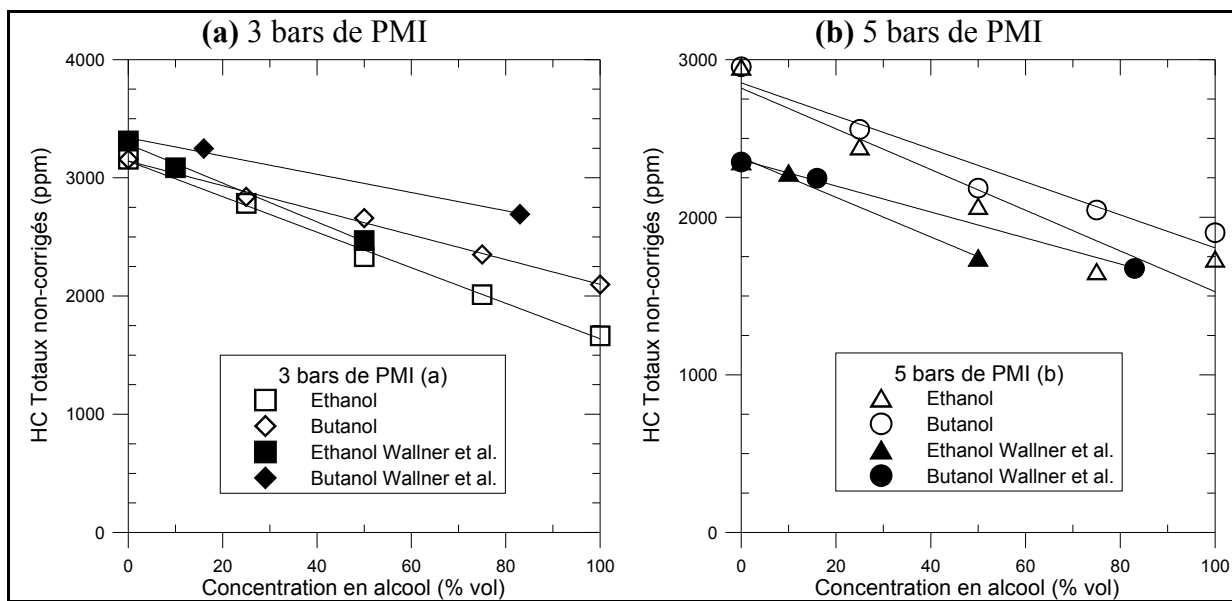 (a) 3 bars de PMI
HC Totaux non-corrigés (ppm)
4000
3000
2000
1000
0
0 20 40 60 80 100
Concentration en alcool (% vol)
3 bars de PMI (a)
Ethanol
Butanol
Ethanol Wallner et al.
Butanol Wallner et al.
(b) 5 bars de PMI
HC Totaux non-corrigés (ppm)
3000
2000
1000
0
0 20 40 60 80 100
Concentration en alcool (% vol)
5 bars de PMI (b)
Ethanol
Butanol
Ethanol Wallner et al.
Butanol Wallner et al.